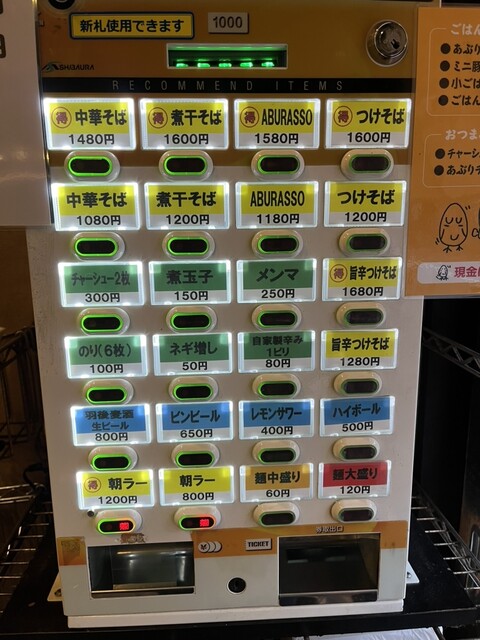 新札使用できます
1000
SHIBAURA
RECOMMEND ITEMS
得 中華そば
1480円
得 煮干そば
1600円
得 ABURASSO
1580円
得 つけそば
1600円
中華そば
1080円
煮干そば
1200円
ABURASSO
1180円
つけそば
1200円
チャーシュー2枚
300円
煮玉子
150円
メンマ
250円
得 旨辛つけそば
1680円
のり(6枚)
100円
ネギ増し
50円
自家製辛み
1ピリ
80円
旨辛つけそば
1280円
羽後麦酒
生ビール
800円
ビンビール
650円
レモンサワー
400円
ハイボール
500円
得 朝ラー
1200円
朝ラー
800円
麺中盛り
60円
麺大盛り
120円
TICKET
ごはん
●あぶり
●ミニ豚
●小ごは
●ごはん
おつま
●チャーシ
●あぶりチ
現金